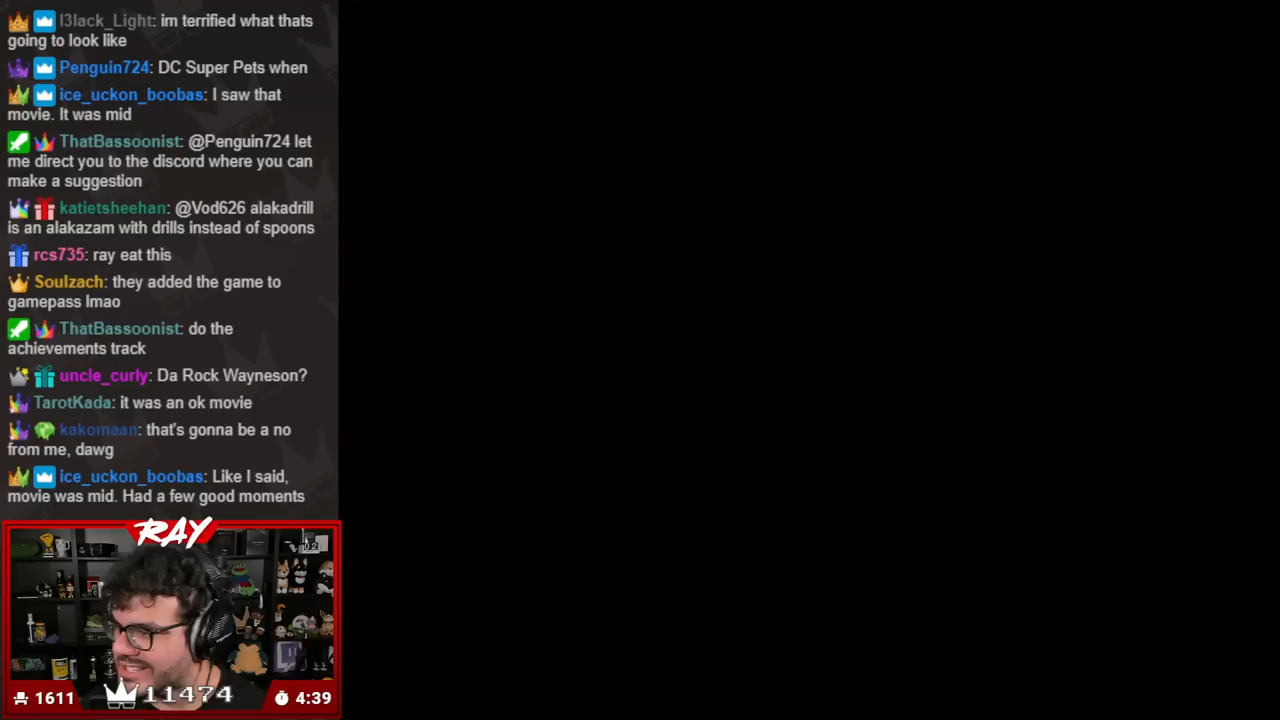 l3lack_Light: im terrified what thats
going to look like
Penguin724: DC Super Pets when
ice_uckon_boobas: I saw that
movie. It was mid
ThatBassoonist: @Penguin724 let
me direct you to the discord where you can
make a suggestion
katietsheehan: @Vod626 alakadrill
is an alakazam with drills instead of spoons
rcs735: ray eat this
Soulzach: they added the game to
gamepass lmao
ThatBassoonist: do the
achievements track
uncle_curly: Da Rock Wayneson?
TarotKada: it was an ok movie
kakomaan: that's gonna be a no
from me, dawg
ice_uckon_boobas: Like I said,
movie was mid. Had a few good moments
RAY
1611 11474 4:39